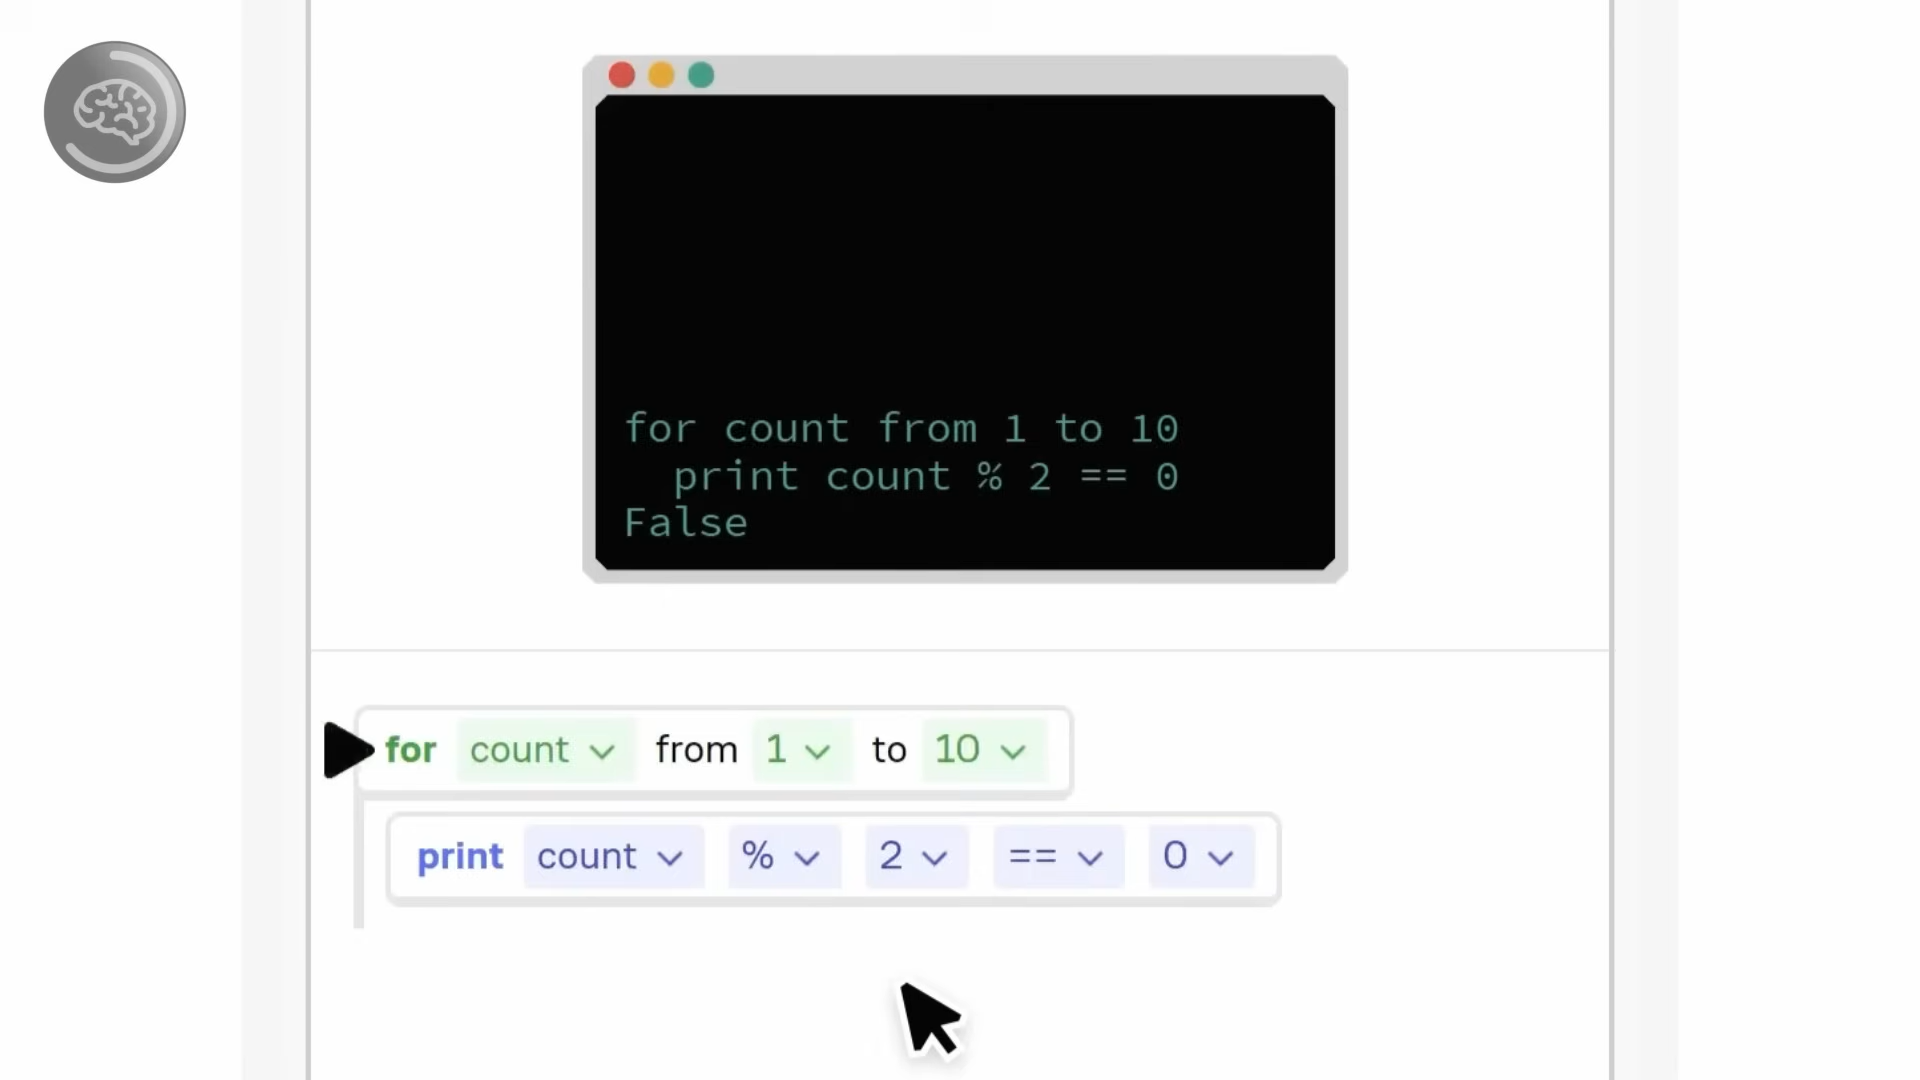 for count from 1 to 10
print count % 2 == 0
False
for count from 1 to 10
print count % 2 == 0